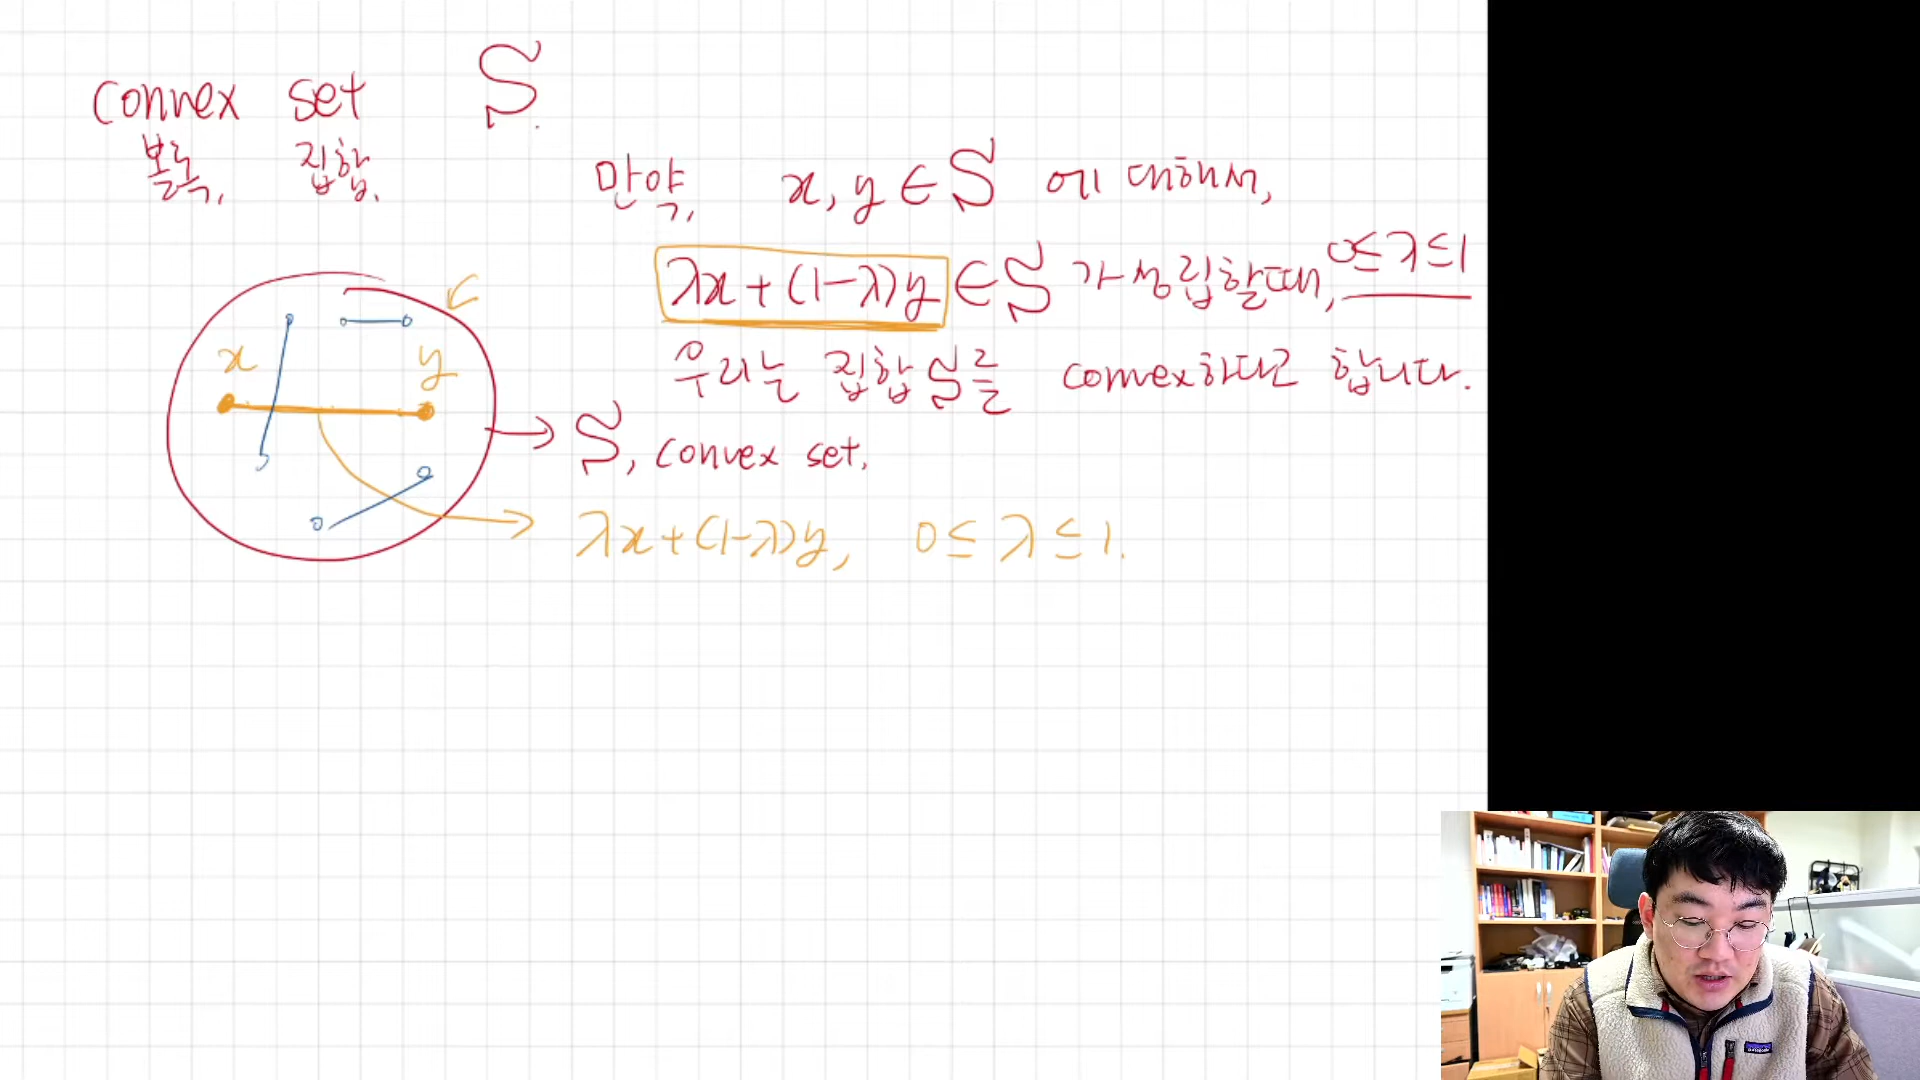 convex set S.
볼록, 집합.
만약, x, y ∈ S 에 대해서,
λx + (1-λ)y ∈ S 가 성립할때, 0 ≤ λ ≤ 1
우리는 집합 S를 convex하다고 합니다.
x y
S, convex set.
λx + (1-λ)y, 0 ≤ λ ≤ 1.